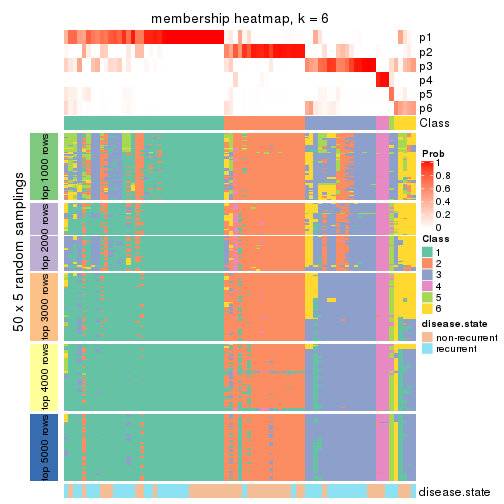 membership heatmap, k = 6
p1
p2
p3
p4
p5
p6
Class
50 x 5 random samplings
top 1000 rows
top 2000 rows
top 3000 rows
top 4000 rows
top 5000 rows
disease.state
Prob
1
0.8
0.6
0.4
0.2
0
Class
1
2
3
4
5
6
disease.state
non-recurrent
recurrent